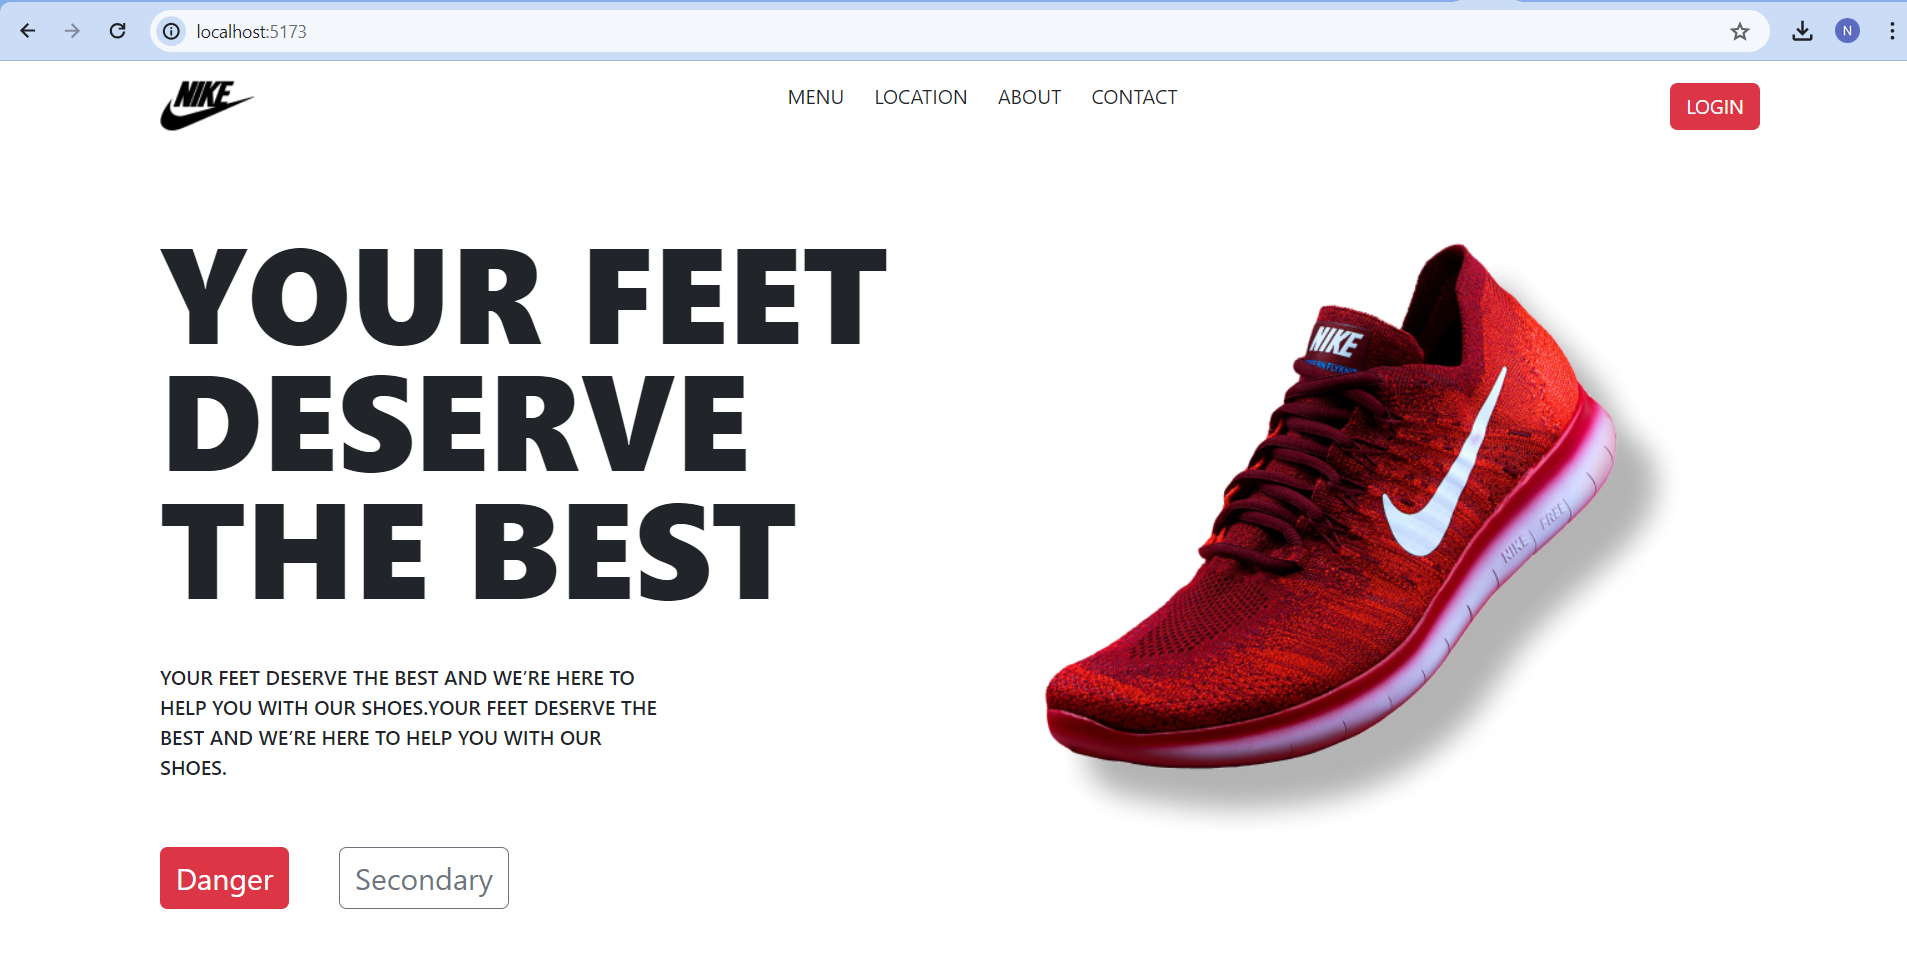 localhost:5173
N
NIKE
MENU LOCATION ABOUT CONTACT
LOGIN
YOUR FEET
DESERVE
THE BEST
NIKE
NIKE FREE
YOUR FEET DESERVE THE BEST AND WE’RE HERE TO
HELP YOU WITH OUR SHOES.YOUR FEET DESERVE THE
BEST AND WE’RE HERE TO HELP YOU WITH OUR
SHOES.
Danger
Secondary